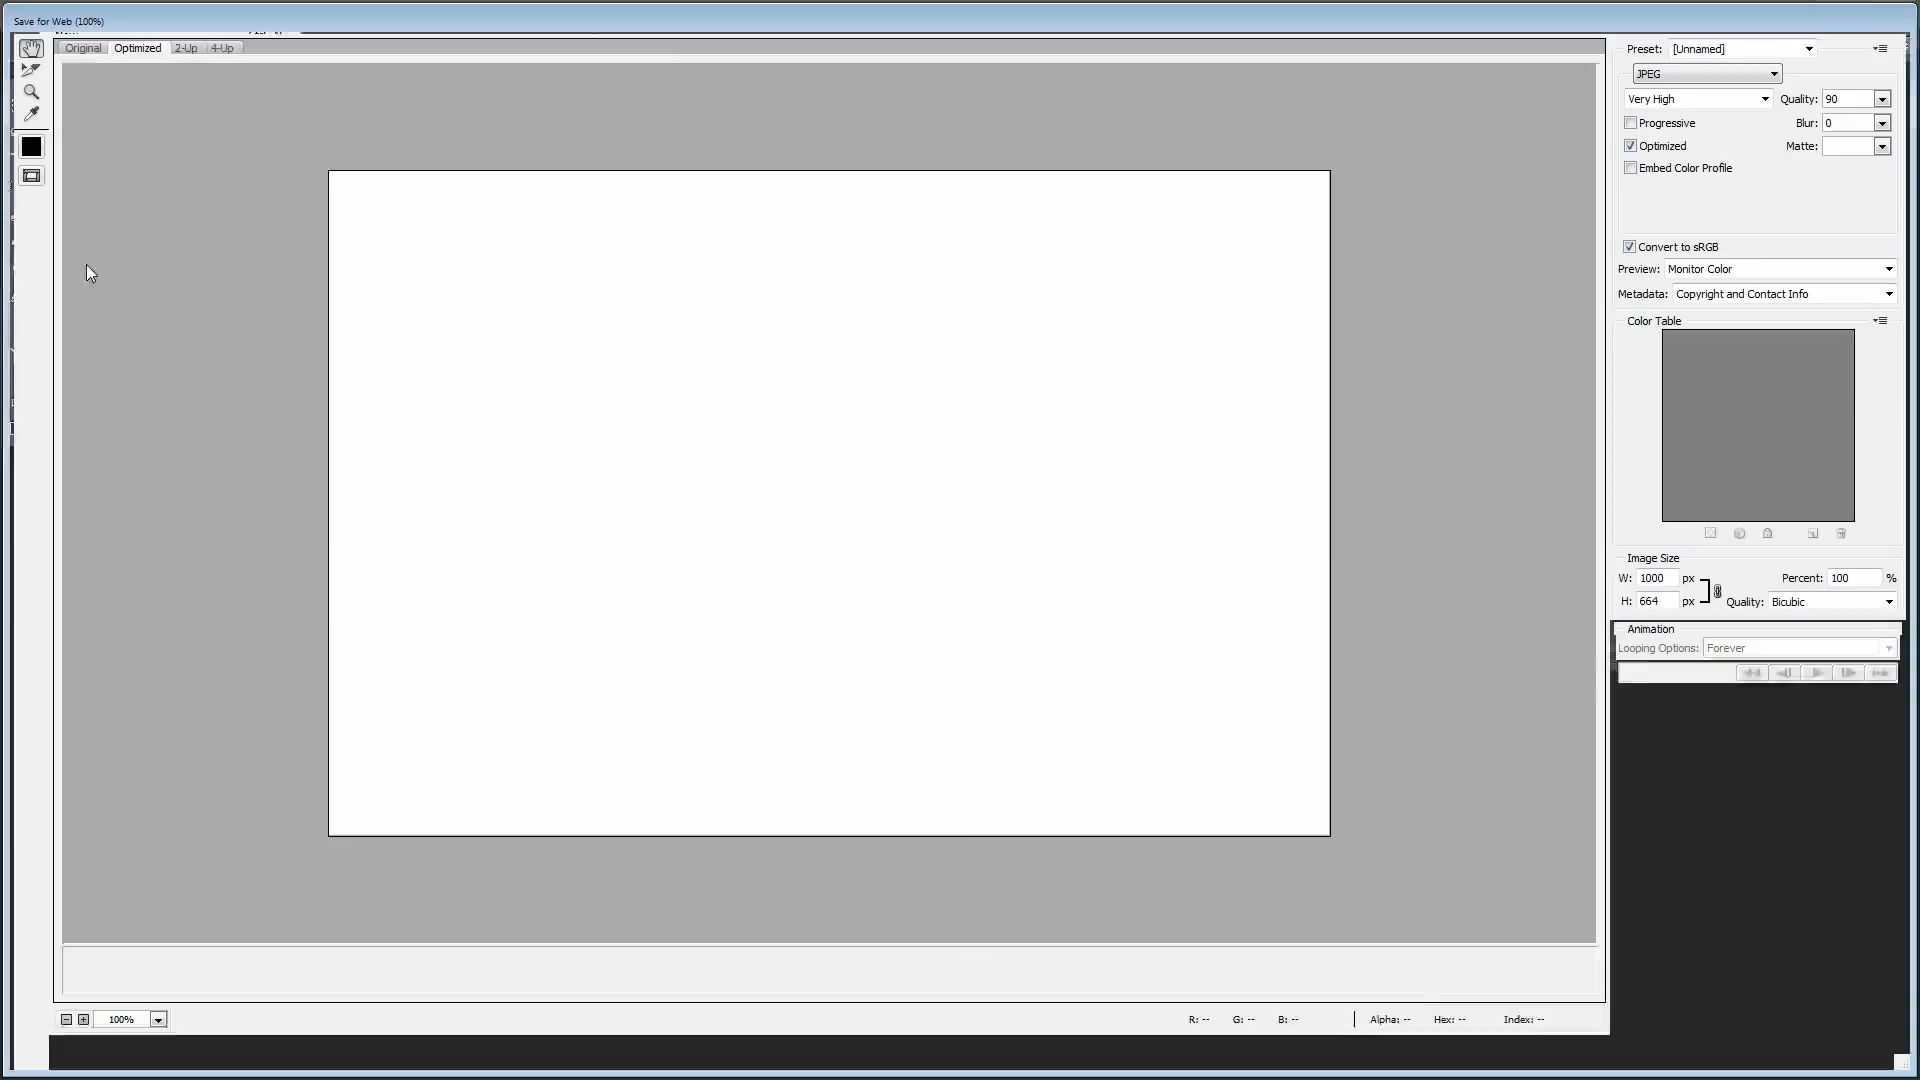 Save for Web (100%)
Original Optimized 2-Up 4-Up
Preset: [Unnamed]
JPEG
Very High Quality: 90
Progressive Blur: 0
Optimized Matte:
Embed Color Profile
Convert to sRGB
Preview: Monitor Color
Metadata: Copyright and Contact Info
Color Table
Image Size
W: 1000 px Percent: 100 %
H: 664 px Quality: Bicubic
Animation
Looping Options: Forever
100% R: -- G: -- B: -- Alpha: -- Hex: -- Index: --